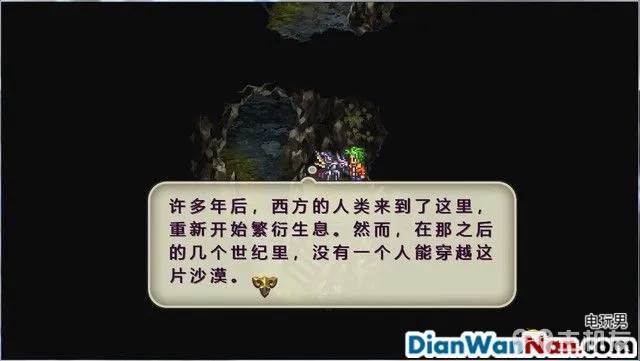 许多年后，西方的人类来到了这里，
重新开始繁衍生息。然而，在那之后
的几个世纪里，没有一个人能穿越这
片沙漠。
电玩男
DianWanNan.com